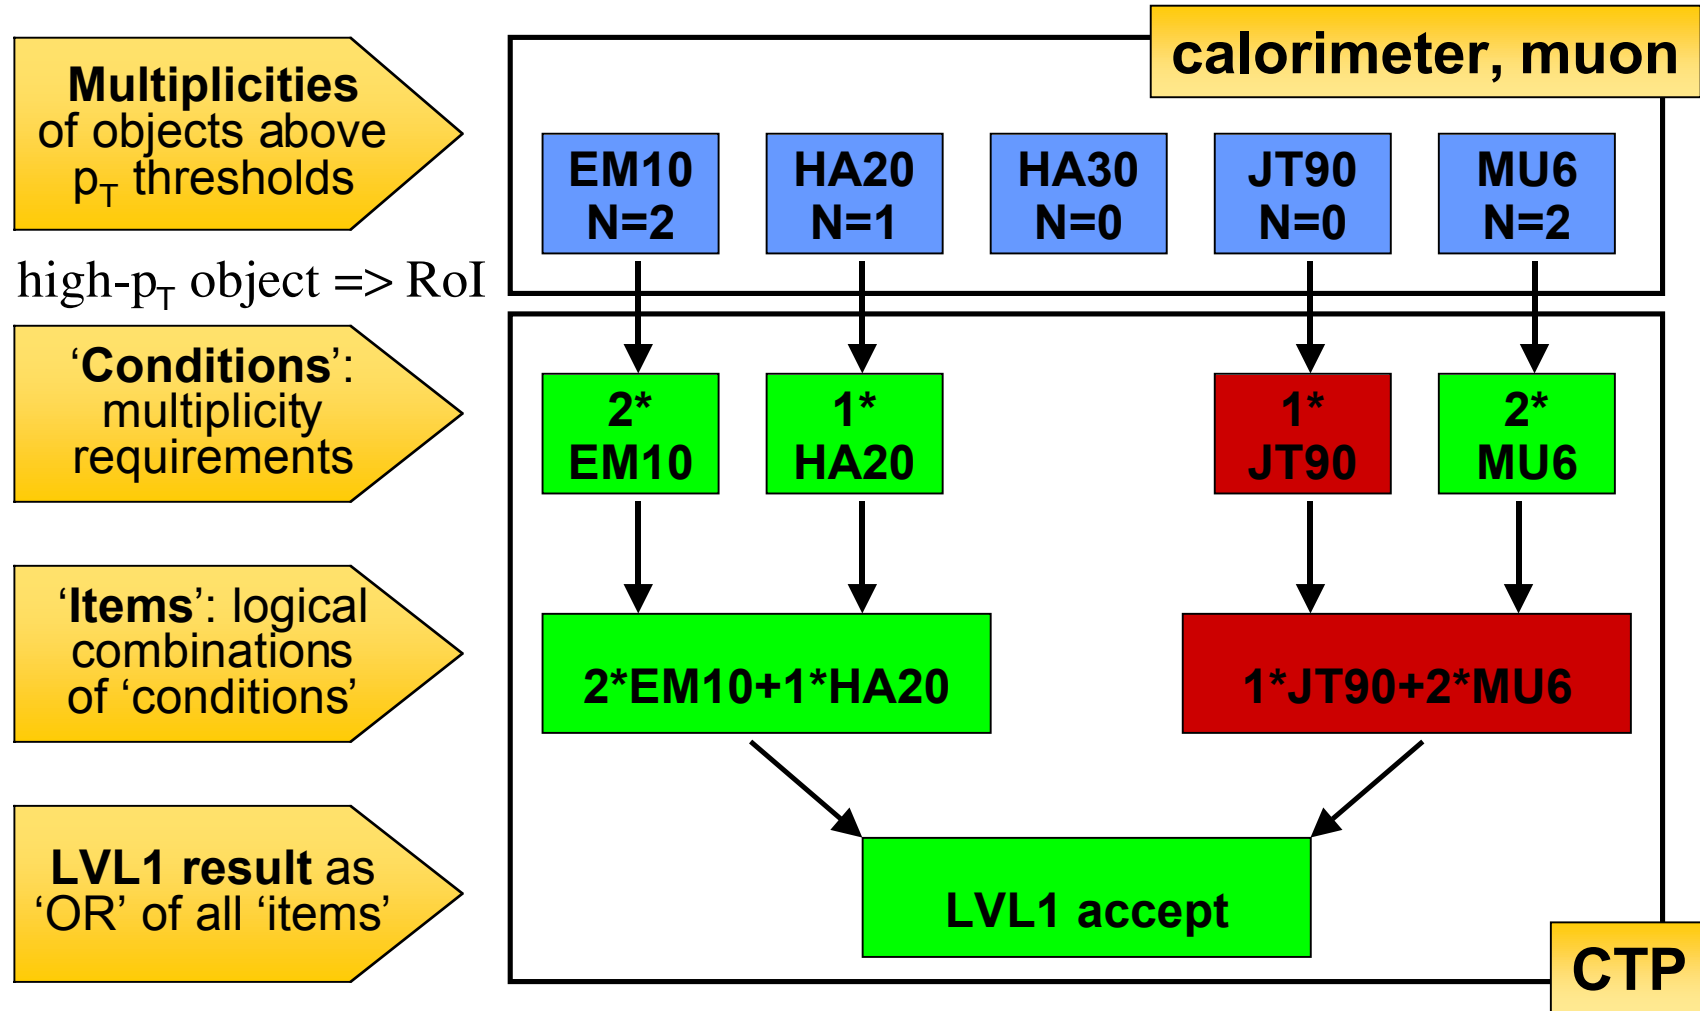 Multiplicities
of objects above
pT thresholds
high-pT object => RoI
‘Conditions’:
multiplicity
requirements
‘Items’: logical
combinations
of ‘conditions’
LVL1 result as
‘OR’ of all ‘items’
calorimeter, muon
EM10
N=2
HA20
N=1
HA30
N=0
JT90
N=0
MU6
N=2
2*
EM10
1*
HA20
1*
JT90
2*
MU6
2*EM10+1*HA20
1*JT90+2*MU6
LVL1 accept
CTP